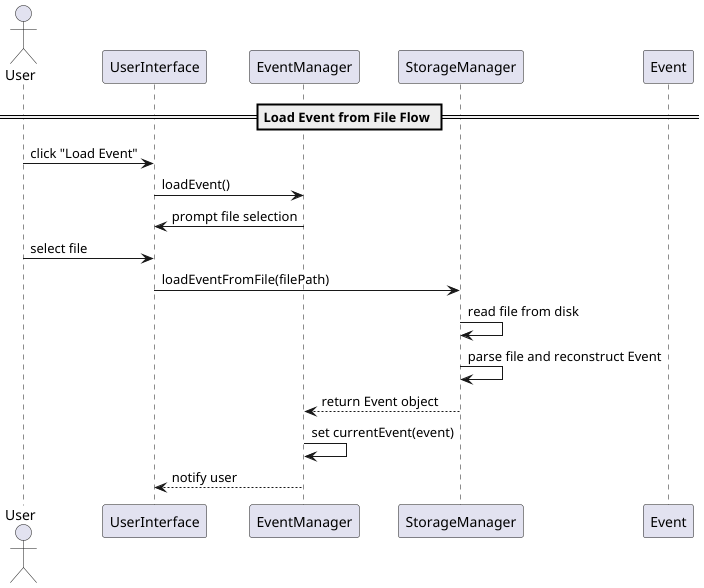 User
UserInterface
EventManager
StorageManager
Event
Load Event from File Flow
click "Load Event"
loadEvent()
prompt file selection
select file
loadEventFromFile(filePath)
read file from disk
parse file and reconstruct Event
return Event object
set currentEvent(event)
notify user
User
UserInterface
EventManager
StorageManager
Event